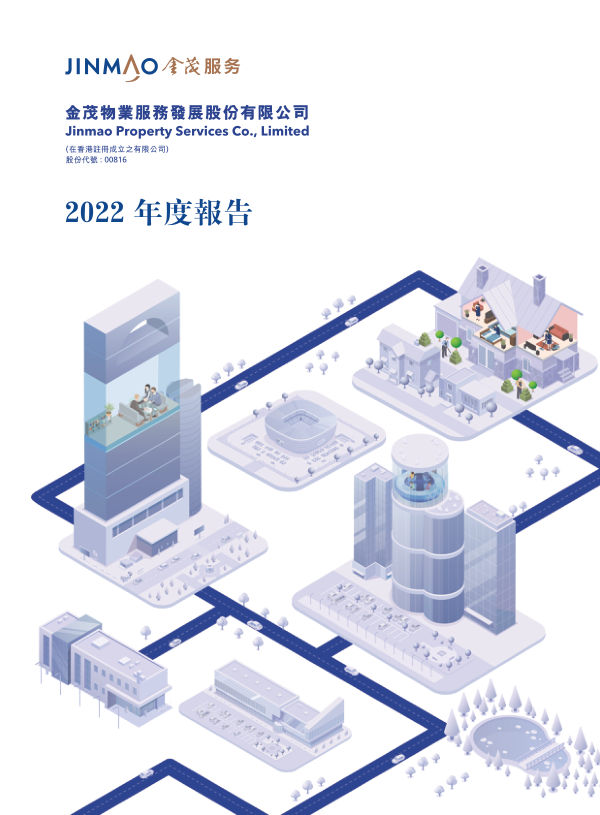 JINMAO 金茂服务
金茂物業服務發展股份有限公司
Jinmao Property Services Co., Limited
(在香港註冊成立之有限公司)
股份代號：00816
2022 年度報告